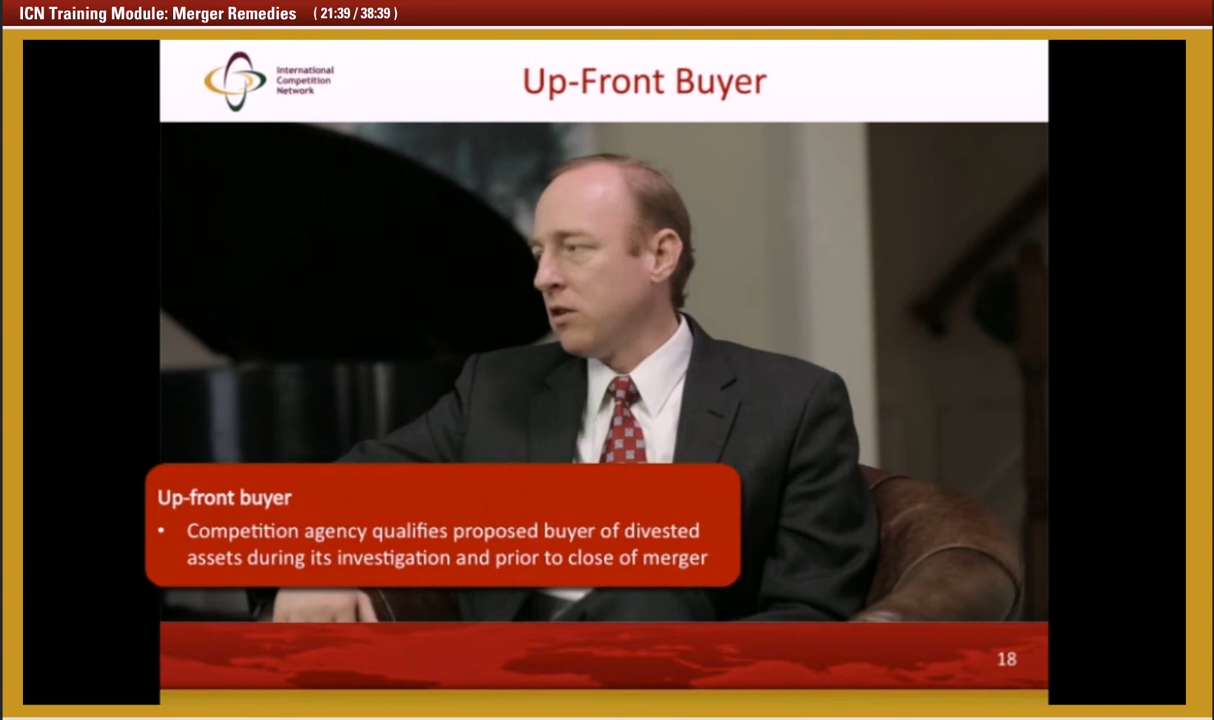 ICN Training Module: Merger Remedies ( 21:39 / 38:39 )
International
Competition
Network
Up-Front Buyer
Up-front buyer
• Competition agency qualifies proposed buyer of divested
assets during its investigation and prior to close of merger
18